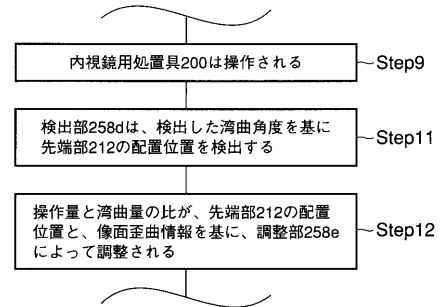 内視鏡用処置具200は操作される
Step9
検出部258dは、検出した湾曲角度を基に
先端部212の配置位置を検出する
Step11
操作量と湾曲量の比が、先端部212の配置
位置と、像面歪曲情報を基に、調整部258e
によって調整される
Step12